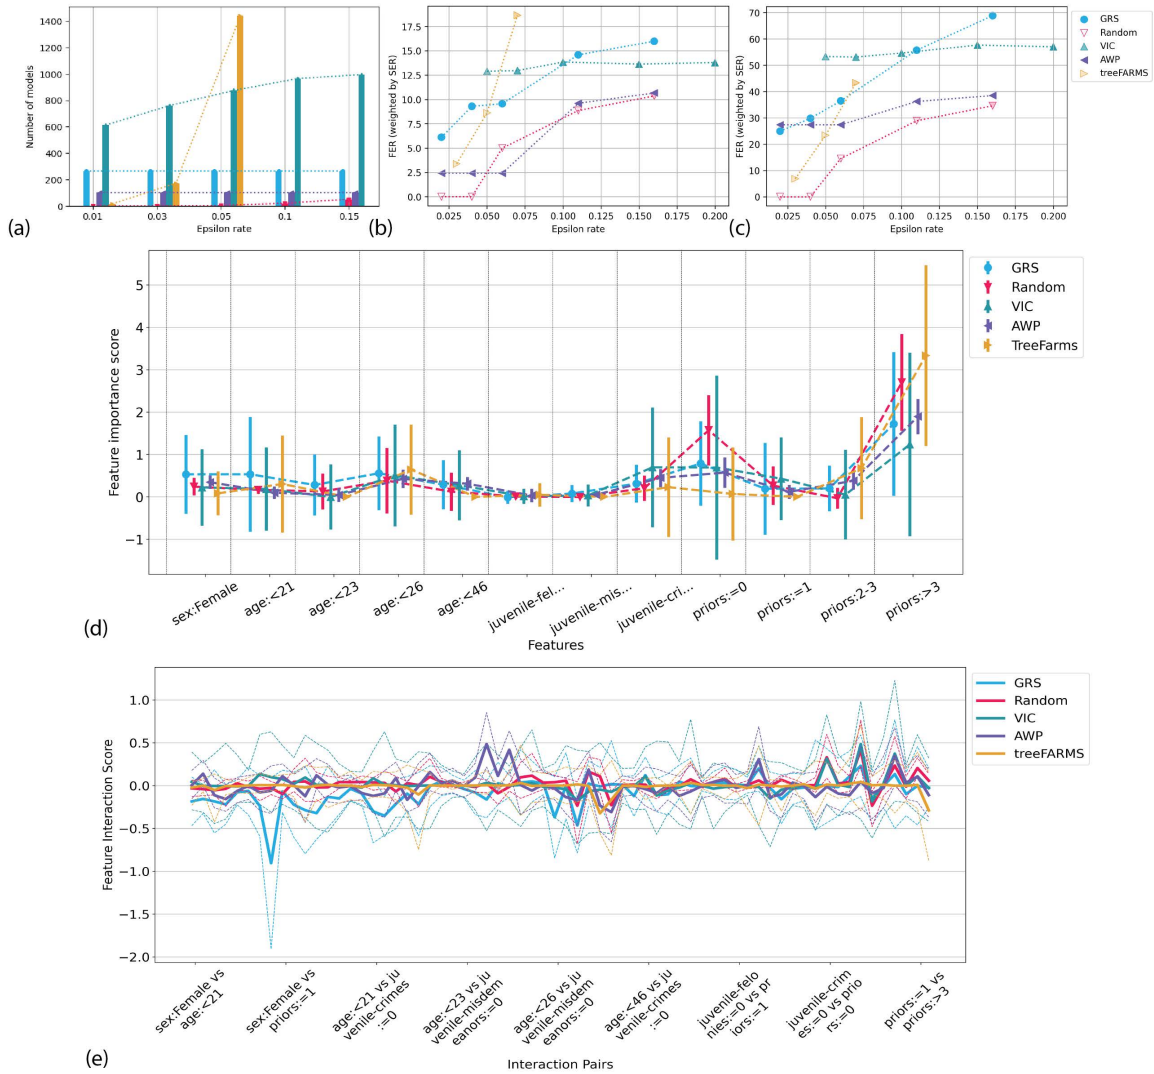 1400
1200
1000
800
600
400
200
0
Number of models
0.01 0.03 0.05 0.1 0.15
Epsilon rate
(a)
17.5
15.0
12.5
10.0
7.5
5.0
2.5
0.0
FER (weighted by SER)
0.025 0.050 0.075 0.100 0.125 0.150 0.175 0.200
Epsilon rate
(b)
70
60
50
40
30
20
10
0
FER (weighted by SER)
0.025 0.050 0.075 0.100 0.125 0.150 0.175 0.200
Epsilon rate
(c)
GRS
Random
VIC
AWP
treeFARMS
5
4
3
2
1
0
−1
Feature importance score
GRS
Random
VIC
AWP
TreeFarms
sex:Female
age:<21
age:<23
age:<26
age:<46
juvenile-fel...
juvenile-mis...
juvenile-cri...
priors:=0
priors:=1
priors:2-3
priors:>3
Features
(d)
1.0
0.5
0.0
−0.5
−1.0
−1.5
−2.0
Feature Interaction Score
GRS
Random
VIC
AWP
treeFARMS
sex:Female vs
age:<21
sex:Female vs
priors:=1
age:<21 vs ju
venile-crimes
:=0
age:<23 vs ju
venile-misdem
eanors:=0
age:<26 vs ju
venile-misdem
eanors:=0
age:<46 vs ju
venile-crimes
:=0
juvenile-felo
nies:=0 vs pr
iors:=1
juvenile-crim
es:=0 vs prio
rs:=0
priors:=1 vs
priors:>3
Interaction Pairs
(e)